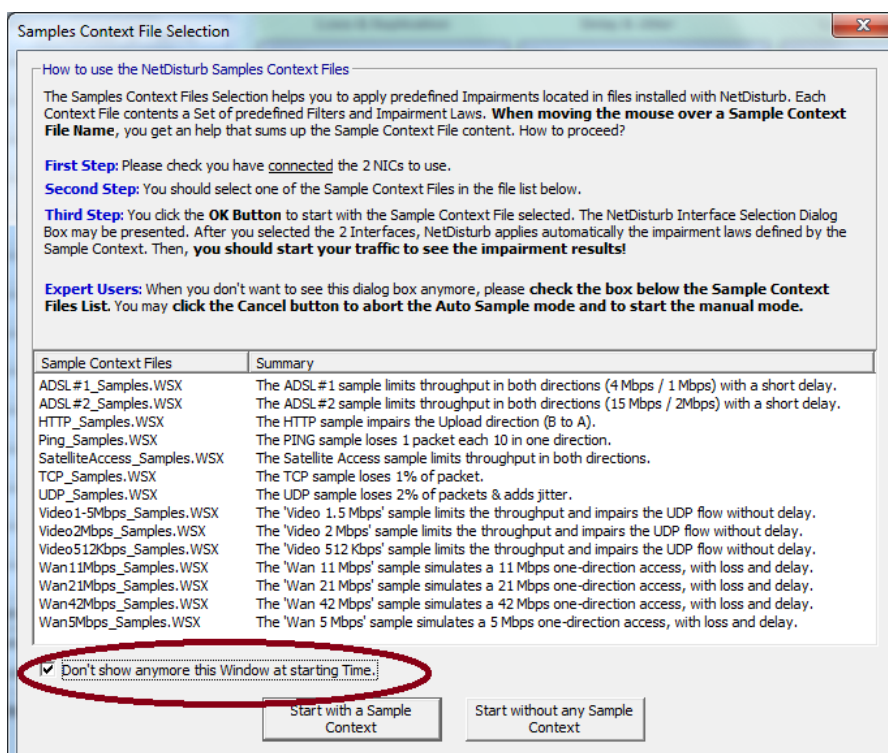 Samples Context File Selection
How to use the NetDisturb Samples Context Files
The Samples Context Files Selection helps you to apply predefined Impairments located in files installed with NetDisturb. Each
Context File contents a Set of predefined Filters and Impairment Laws. When moving the mouse over a Sample Context
File Name, you get an help that sums up the Sample Context File content. How to proceed?
First Step: Please check you have connected the 2 NICs to use.
Second Step: You should select one of the Sample Context Files in the file list below.
Third Step: You click the OK Button to start with the Sample Context File selected. The NetDisturb Interface Selection Dialog
Box may be presented. After you selected the 2 Interfaces, NetDisturb applies automatically the impairment laws defined by the
Sample Context. Then, you should start your traffic to see the impairment results!
Expert Users: When you don't want to see this dialog box anymore, please check the box below the Sample Context
Files List. You may click the Cancel button to abort the Auto Sample mode and to start the manual mode.
Sample Context Files Summary
ADSL#1_Samples.WSX The ADSL#1 sample limits throughput in both directions (4 Mbps / 1 Mbps) with a short delay.
ADSL#2_Samples.WSX The ADSL#2 sample limits throughput in both directions (15 Mbps / 2Mbps) with a short delay.
HTTP_Samples.WSX The HTTP sample impairs the Upload direction (B to A).
Ping_Samples.WSX The PING sample loses 1 packet each 10 in one direction.
SatelliteAccess_Samples.WSX The Satellite Access sample limits throughput in both directions.
TCP_Samples.WSX The TCP sample loses 1% of packet.
UDP_Samples.WSX The UDP sample loses 2% of packets & adds jitter.
Video1-5Mbps_Samples.WSX The 'Video 1.5 Mbps' sample limits the throughput and impairs the UDP flow without delay.
Video2Mbps_Samples.WSX The 'Video 2 Mbps' sample limits the throughput and impairs the UDP flow without delay.
Video512Kbps_Samples.WSX The 'Video 512 Kbps' sample limits the throughput and impairs the UDP flow without delay.
Wan11Mbps_Samples.WSX The 'Wan 11 Mbps' sample simulates a 11 Mbps one-direction access, with loss and delay.
Wan21Mbps_Samples.WSX The 'Wan 21 Mbps' sample simulates a 21 Mbps one-direction access, with loss and delay.
Wan42Mbps_Samples.WSX The 'Wan 42 Mbps' sample simulates a 42 Mbps one-direction access, with loss and delay.
Wan5Mbps_Samples.WSX The 'Wan 5 Mbps' sample simulates a 5 Mbps one-direction access, with loss and delay.
Don't show anymore this Window at starting Time.
Start with a Sample
Context
Start without any Sample
Context